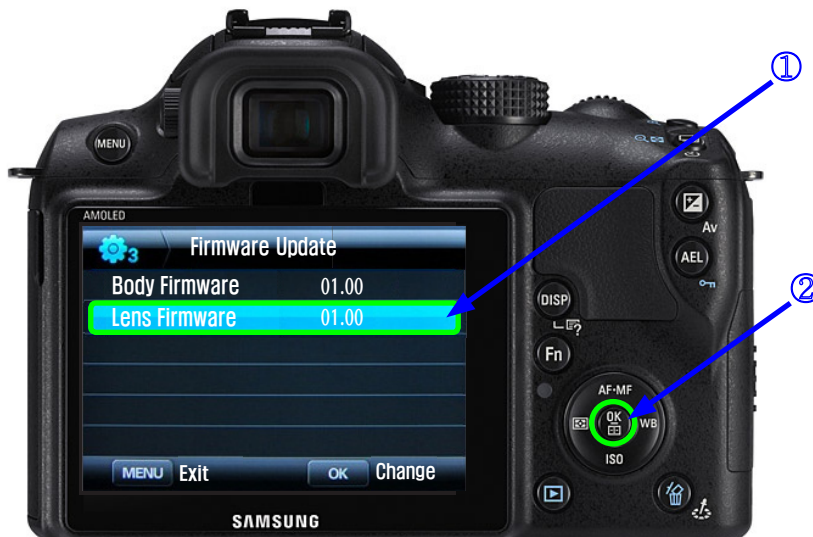 ①
MENU
AMOLED
Firmware Update
3
Av
Body Firmware 01.00
AEL
Lens Firmware 01.00
②
DISP
?
Fn
AF·MF
OK
WB
ISO
MENU Exit OK Change
SAMSUNG